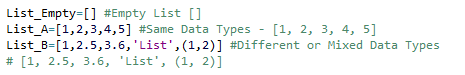 List_Empty=[] #Empty List []
List_A=[1,2,3,4,5] #Same Data Types - [1, 2, 3, 4, 5]
List_B=[1,2.5,3.6,'List',(1,2)] #Different or Mixed Data Types
# [1, 2.5, 3.6, 'List', (1, 2)]